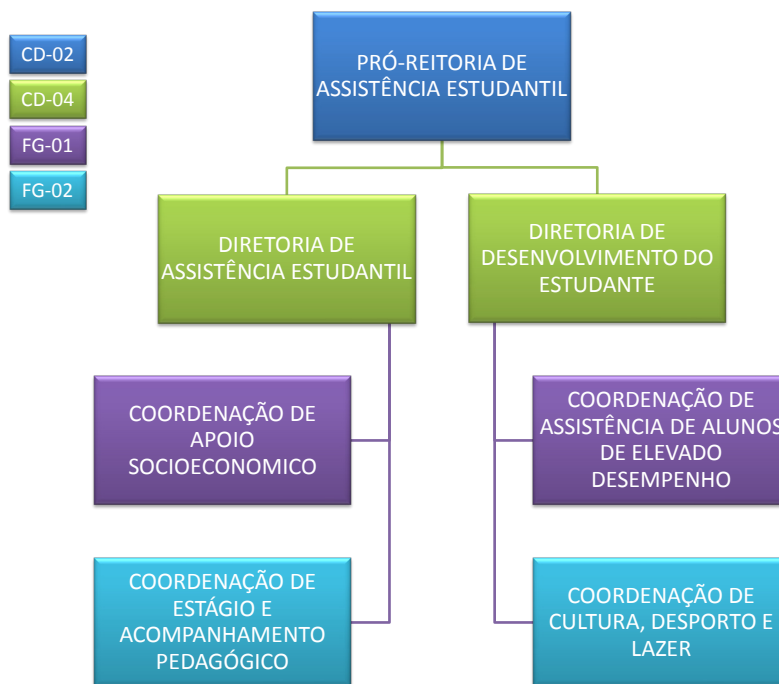 CD-02
CD-04
FG-01
FG-02
PRÓ-REITORIA DE
ASSISTÊNCIA ESTUDANTIL
DIRETORIA DE
ASSISTÊNCIA ESTUDANTIL
DIRETORIA DE
DESENVOLVIMENTO DO
ESTUDANTE
COORDENAÇÃO DE
APOIO
SOCIOECONOMICO
COORDENAÇÃO DE
ASSISTÊNCIA DE ALUNOS
DE ELEVADO
DESEMPENHO
COORDENAÇÃO DE
ESTÁGIO E
ACOMPANHAMENTO
PEDAGÓGICO
COORDENAÇÃO DE
CULTURA, DESPORTO E
LAZER